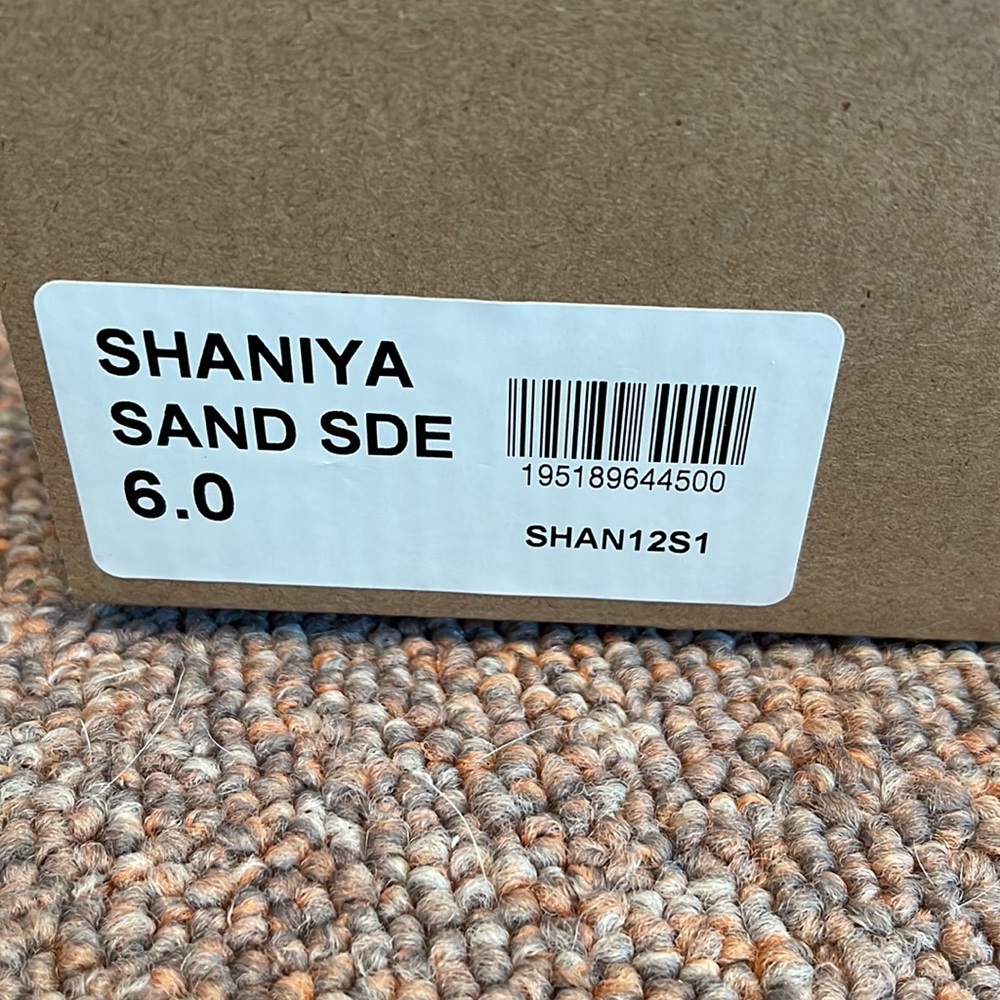 SHANIYA
SAND SDE
6.0
195189644500
SHAN12S1